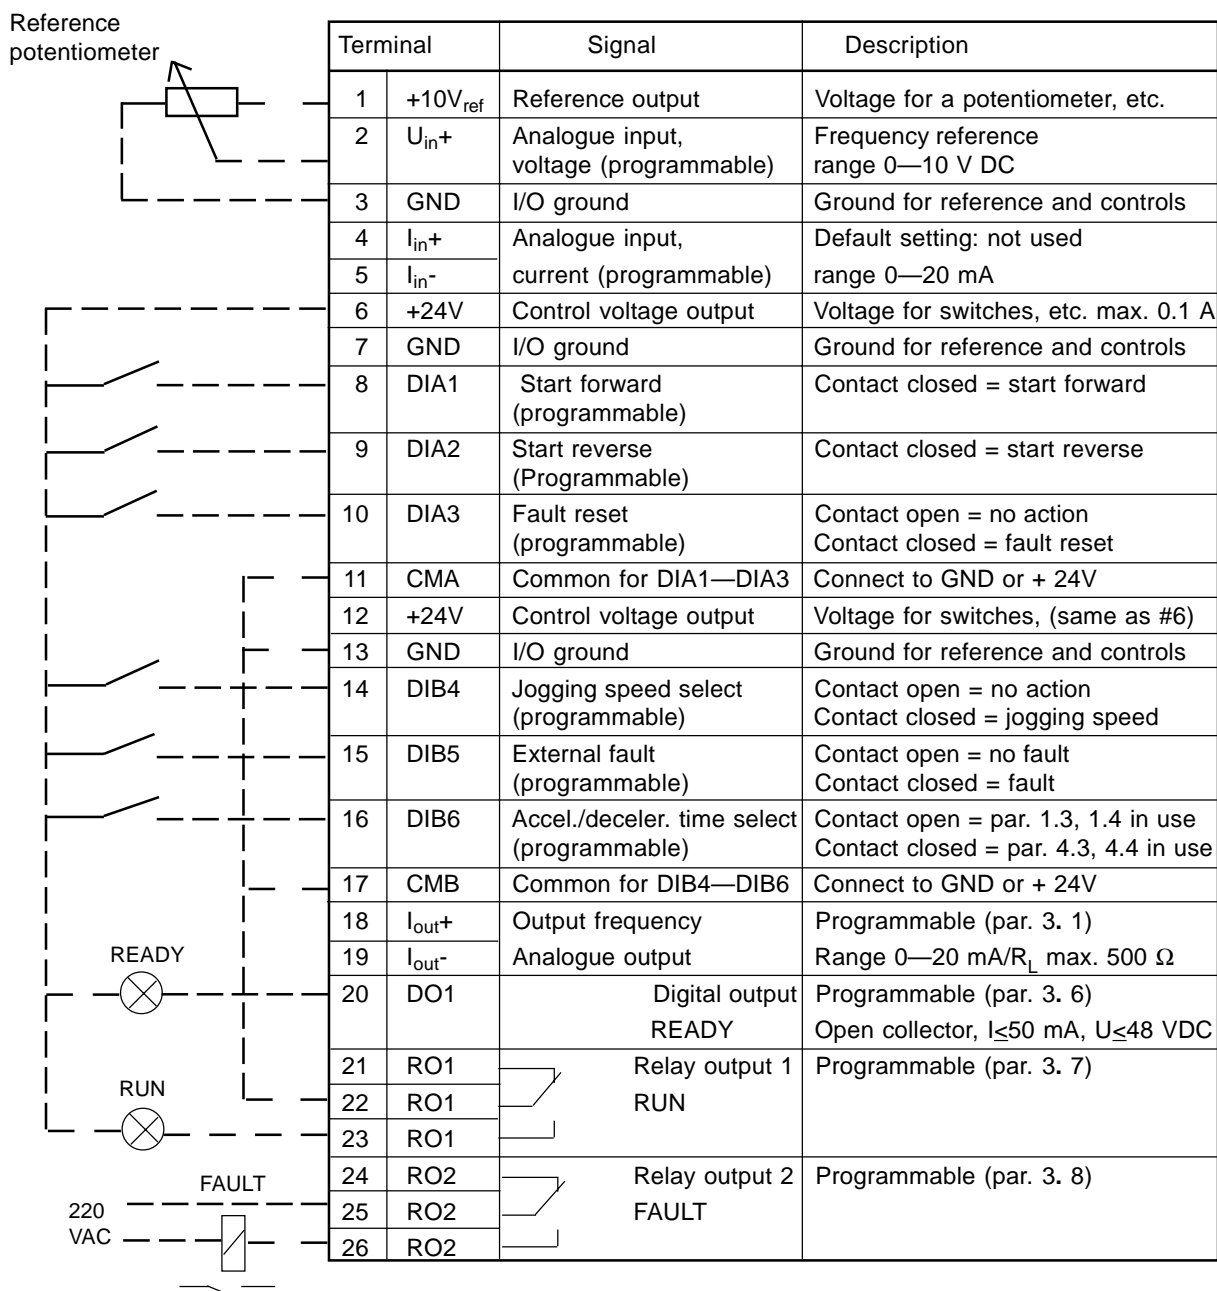 Reference
potentiometer
Terminal Signal Description
1 +10Vref Reference output Voltage for a potentiometer, etc.
2 Uin+ Analogue input, Frequency reference
voltage (programmable) range 0—10 V DC
3 GND I/O ground Ground for reference and controls
4 Iin+ Analogue input, Default setting: not used
5 Iin- current (programmable) range 0—20 mA
6 +24V Control voltage output Voltage for switches, etc. max. 0.1 A
7 GND I/O ground Ground for reference and controls
8 DIA1 Start forward Contact closed = start forward
(programmable)
9 DIA2 Start reverse Contact closed = start reverse
(Programmable)
10 DIA3 Fault reset Contact open = no action
(programmable) Contact closed = fault reset
11 CMA Common for DIA1—DIA3 Connect to GND or + 24V
12 +24V Control voltage output Voltage for switches, (same as #6)
13 GND I/O ground Ground for reference and controls
14 DIB4 Jogging speed select Contact open = no action
(programmable) Contact closed = jogging speed
15 DIB5 External fault Contact open = no fault
(programmable) Contact closed = fault
16 DIB6 Accel./deceler. time select Contact open = par. 1.3, 1.4 in use
(programmable) Contact closed = par. 4.3, 4.4 in use
17 CMB Common for DIB4—DIB6 Connect to GND or + 24V
18 Iout+ Output frequency Programmable (par. 3. 1)
READY 19 Iout- Analogue output Range 0—20 mA/RL max. 500 Ω
20 DO1 Digital output Programmable (par. 3. 6)
READY Open collector, I≤50 mA, U≤48 VDC
21 RO1 Relay output 1 Programmable (par. 3. 7)
RUN 22 RO1 RUN
23 RO1
24 RO2 Relay output 2 Programmable (par. 3. 8)
FAULT
220 25 RO2 FAULT
VAC 26 RO2